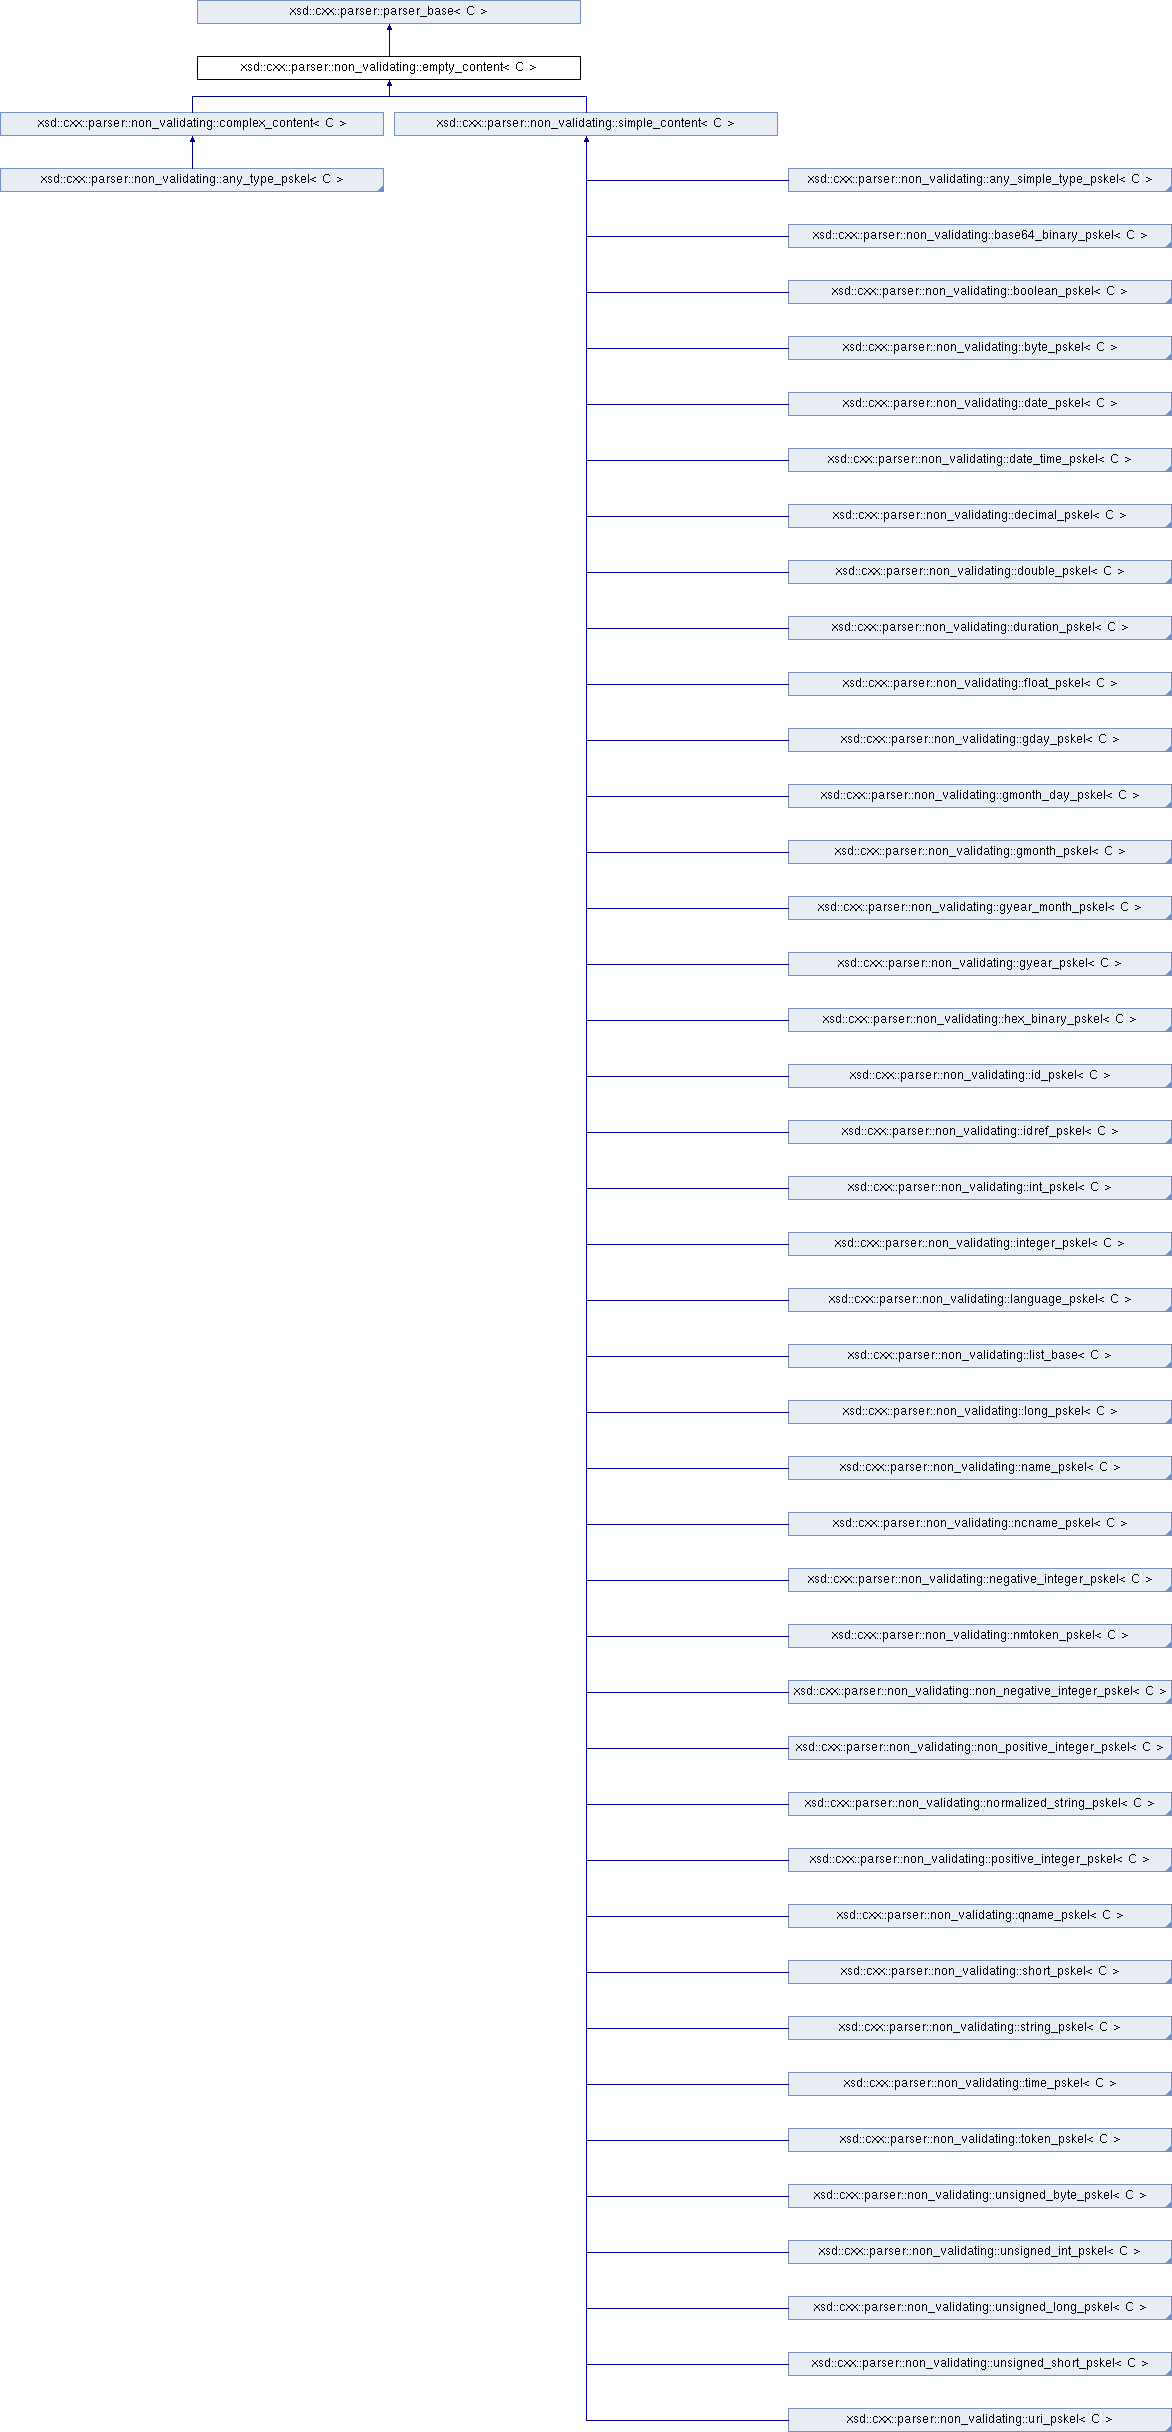 xsd::cxx::parser::parser_base< C >
xsd::cxx::parser::non_validating::empty_content< C >
xsd::cxx::parser::non_validating::complex_content< C >
xsd::cxx::parser::non_validating::simple_content< C >
xsd::cxx::parser::non_validating::any_type_pskel< C >
xsd::cxx::parser::non_validating::any_simple_type_pskel< C >
xsd::cxx::parser::non_validating::base64_binary_pskel< C >
xsd::cxx::parser::non_validating::boolean_pskel< C >
xsd::cxx::parser::non_validating::byte_pskel< C >
xsd::cxx::parser::non_validating::date_pskel< C >
xsd::cxx::parser::non_validating::date_time_pskel< C >
xsd::cxx::parser::non_validating::decimal_pskel< C >
xsd::cxx::parser::non_validating::double_pskel< C >
xsd::cxx::parser::non_validating::duration_pskel< C >
xsd::cxx::parser::non_validating::float_pskel< C >
xsd::cxx::parser::non_validating::gday_pskel< C >
xsd::cxx::parser::non_validating::gmonth_day_pskel< C >
xsd::cxx::parser::non_validating::gmonth_pskel< C >
xsd::cxx::parser::non_validating::gyear_month_pskel< C >
xsd::cxx::parser::non_validating::gyear_pskel< C >
xsd::cxx::parser::non_validating::hex_binary_pskel< C >
xsd::cxx::parser::non_validating::id_pskel< C >
xsd::cxx::parser::non_validating::idref_pskel< C >
xsd::cxx::parser::non_validating::int_pskel< C >
xsd::cxx::parser::non_validating::integer_pskel< C >
xsd::cxx::parser::non_validating::language_pskel< C >
xsd::cxx::parser::non_validating::list_base< C >
xsd::cxx::parser::non_validating::long_pskel< C >
xsd::cxx::parser::non_validating::name_pskel< C >
xsd::cxx::parser::non_validating::ncname_pskel< C >
xsd::cxx::parser::non_validating::negative_integer_pskel< C >
xsd::cxx::parser::non_validating::nmtoken_pskel< C >
xsd::cxx::parser::non_validating::non_negative_integer_pskel< C >
xsd::cxx::parser::non_validating::non_positive_integer_pskel< C >
xsd::cxx::parser::non_validating::normalized_string_pskel< C >
xsd::cxx::parser::non_validating::positive_integer_pskel< C >
xsd::cxx::parser::non_validating::qname_pskel< C >
xsd::cxx::parser::non_validating::short_pskel< C >
xsd::cxx::parser::non_validating::string_pskel< C >
xsd::cxx::parser::non_validating::time_pskel< C >
xsd::cxx::parser::non_validating::token_pskel< C >
xsd::cxx::parser::non_validating::unsigned_byte_pskel< C >
xsd::cxx::parser::non_validating::unsigned_int_pskel< C >
xsd::cxx::parser::non_validating::unsigned_long_pskel< C >
xsd::cxx::parser::non_validating::unsigned_short_pskel< C >
xsd::cxx::parser::non_validating::uri_pskel< C >